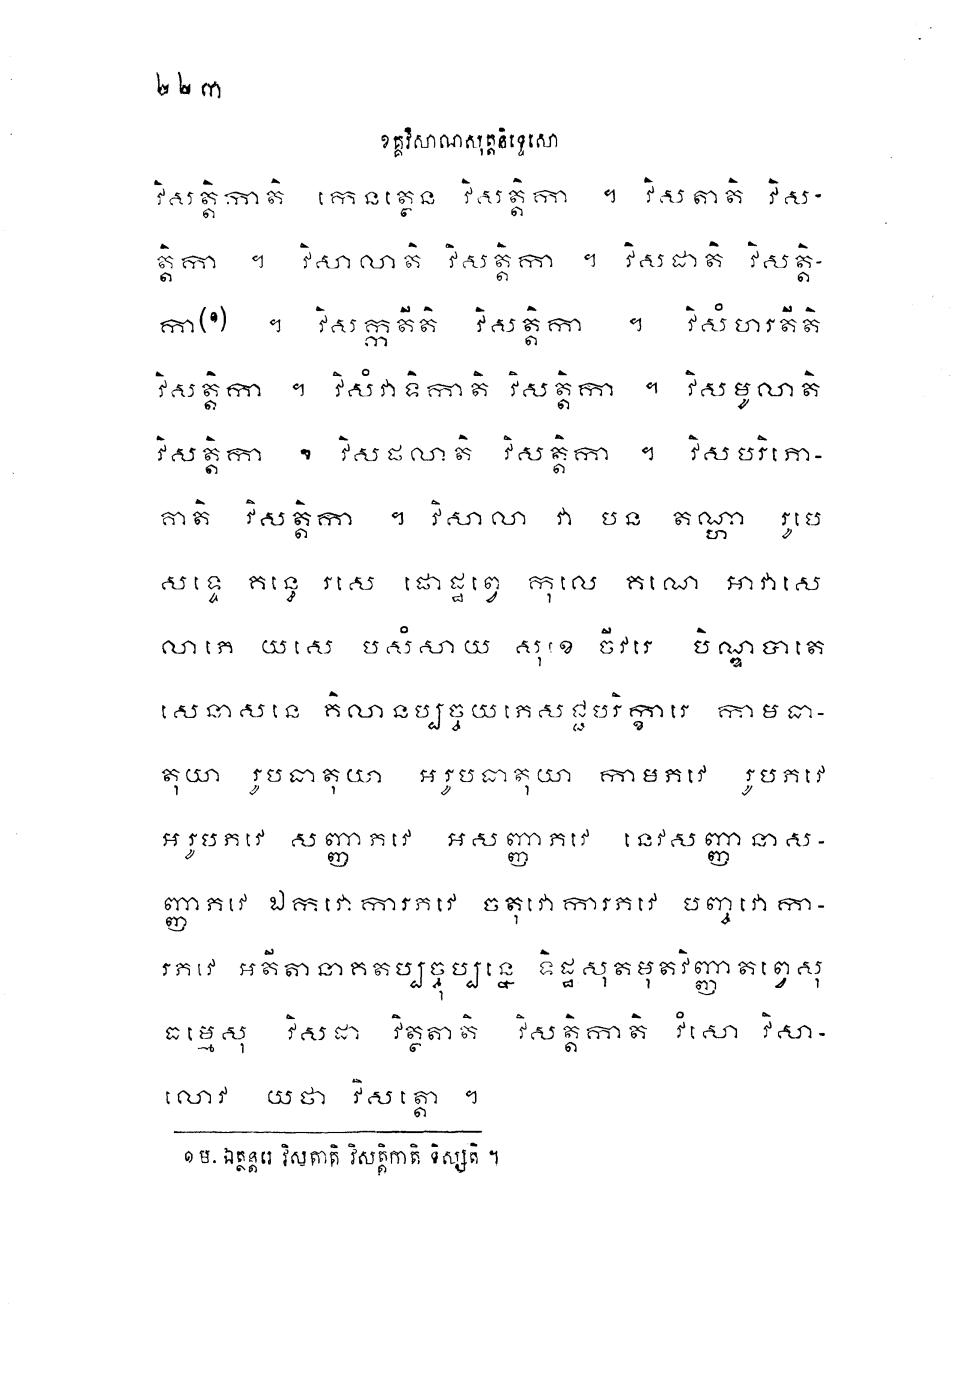 ២២៣
ខគ្គវិសាណសុត្តនិទ្ទេសោ
វិសត្តិកាតិ កេនត្ថេន វិសត្តិកា ។ វិសតាតិ វិស-
ត្តិកា ។ វិសាលាតិ វិសត្តិកា ។ វិសដាតិ វិសត្តិ-
កា(១) ។ វិសក្កតីតិ វិសត្តិកា ។ វិសំហរតីតិ
វិសត្តិកា ។ វិសំវាទិកាតិ វិសត្តិកា ។ វិសមូលាតិ
វិសត្តិកា ។ វិសផលាតិ វិសត្តិកា ។ វិសបរិភោ-
គាតិ វិសត្តិកា ។ វិសាលា វា បន តណ្ហា រូបេ
សទ្ទេ គន្ធេ រសេ ផោដ្ឋព្វេ កុលេ គណេ អាវាសេ
លាភេ យសេ បសំសាយ សុខេ ចីវរេ បិណ្ឌបាតេ
សេនាសនេ គិលានប្បច្ចយភេសជ្ជបរិក្ខារេ កាមធា-
តុយា រូបធាតុយា អរូបធាតុយា កាមភវេ រូបភវេ
អរូបភវេ សញ្ញាភវេ អសញ្ញាភវេ នេវសញ្ញានាស-
ញ្ញាភវេ ឯកវោការភវេ ចតុវោការភវេ បញ្ចវោកា-
រភវេ អតីតានាគតប្បច្ចុប្បន្នេ ទិដ្ឋសុតមុតវិញ្ញាតព្វេសុ
ធម្មេសុ វិសដា វិត្ថតាតិ វិសត្តិកាតិ វំសោ វិសា-
លោវ យថា វិសត្តោ ។
១ ម. ឯត្ថន្តរេ វិសតាតិ វិសត្តិកាតិ ទិស្សតិ ។